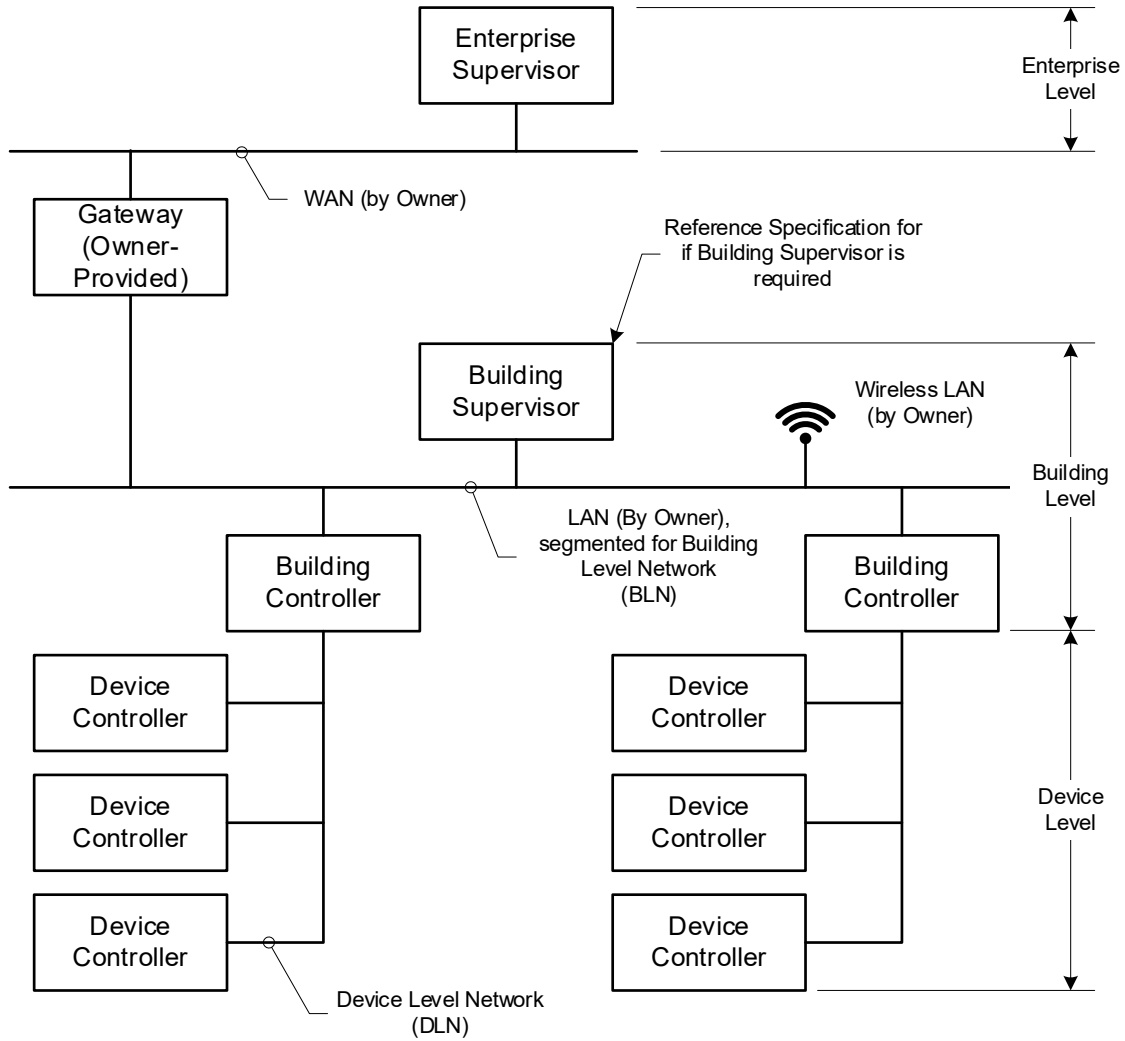 Enterprise
Supervisor
Enterprise
Level
WAN (by Owner)
Gateway
(Owner-
Provided)
Reference Specification for
if Building Supervisor is
required
Building
Supervisor
Wireless LAN
(by Owner)
Building
Level
LAN (By Owner),
segmented for Building
Level Network
(BLN)
Building
Controller
Building
Controller
Device
Controller
Device
Controller
Device
Controller
Device
Controller
Device
Level
Device
Controller
Device
Controller
Device Level Network
(DLN)